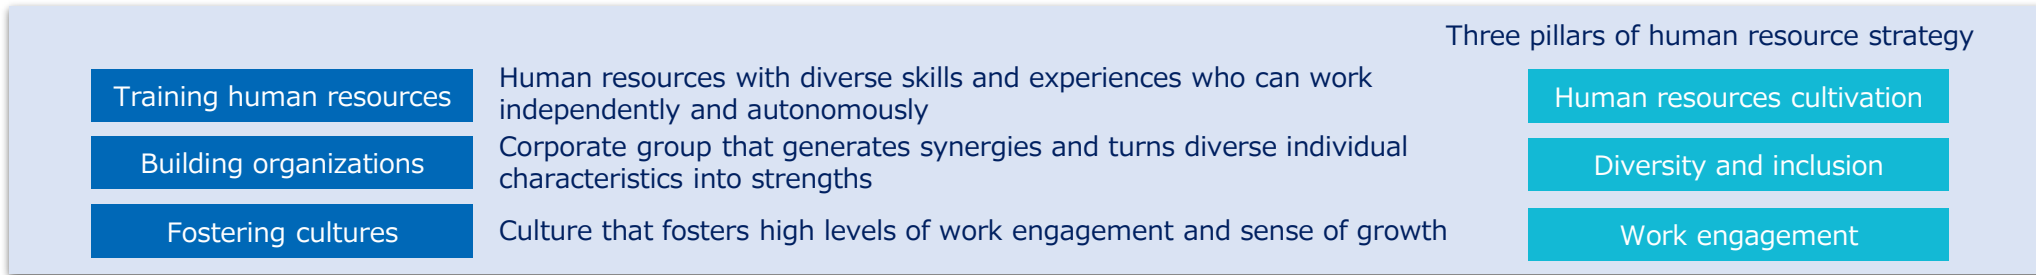 Three pillars of human resource strategy
Training human resources
Human resources with diverse skills and experiences who can work
independently and autonomously
Human resources cultivation
Building organizations
Corporate group that generates synergies and turns diverse individual
characteristics into strengths
Diversity and inclusion
Fostering cultures
Culture that fosters high levels of work engagement and sense of growth
Work engagement